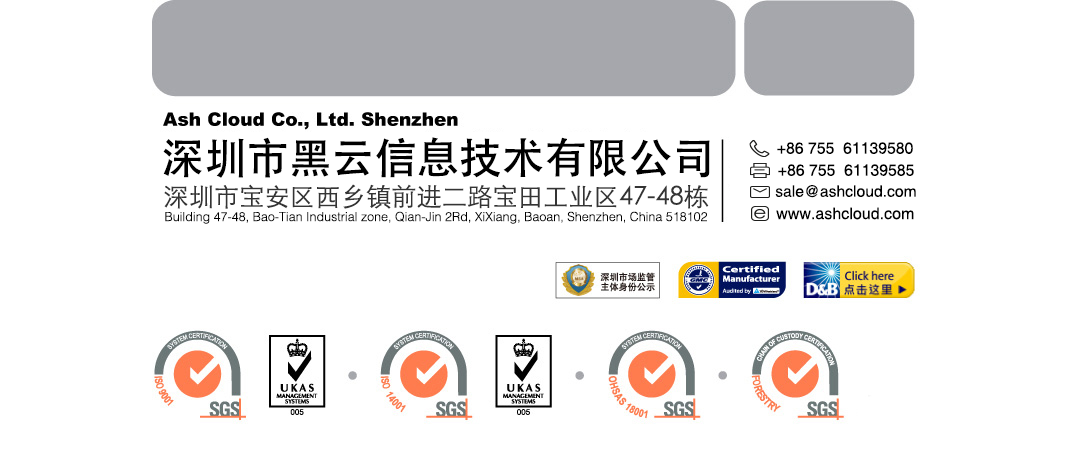 Ash Cloud Co., Ltd. Shenzhen
深圳市黑云信息技术有限公司
深圳市宝安区西乡镇前进二路宝田工业区47-48栋
Building 47-48, Bao-Tian Industrial zone, Qian-Jin 2Rd, XiXiang, Baoan, Shenzhen, China 518102
+86 755 61139580
+86 755 61139585
sale@ashcloud.com
www.ashcloud.com
深圳市场监管
主体身份公示
Certified
Manufacturer
Audited by
D&B
Click here
点击这里
SYSTEM CERTIFICATION
ISO 9001
SGS
UKAS
MANAGEMENT
SYSTEMS
005
SYSTEM CERTIFICATION
ISO 14001
SGS
UKAS
MANAGEMENT
SYSTEMS
005
SYSTEM CERTIFICATION
OHSAS 18001
SGS
CHAIN OF CUSTODY CERTIFICATION
FORESTRY
SGS